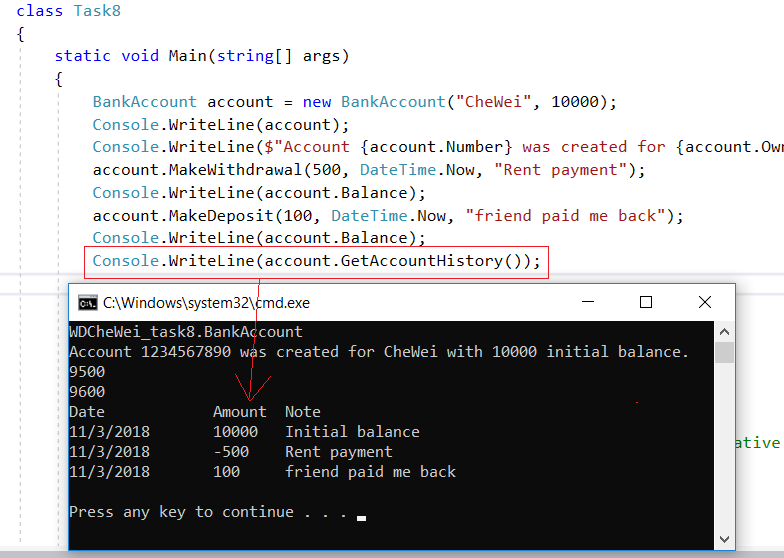 class Task8
{
static void Main(string[] args)
{
BankAccount account = new BankAccount("CheWei", 10000);
Console.WriteLine(account);
Console.WriteLine($"Account {account.Number} was created for {account.Own
account.MakeWithdrawal(500, DateTime.Now, "Rent payment");
Console.WriteLine(account.Balance);
account.MakeDeposit(100, DateTime.Now, "friend paid me back");
Console.WriteLine(account.Balance);
Console.WriteLine(account.GetAccountHistory());
C:\Windows\system32\cmd.exe
WDCheWei_task8.BankAccount
Account 1234567890 was created for CheWei with 10000 initial balance.
9500
9600
Date Amount Note
11/3/2018 10000 Initial balance
11/3/2018 -500 Rent payment
11/3/2018 100 friend paid me back
Press any key to continue . . .
ative